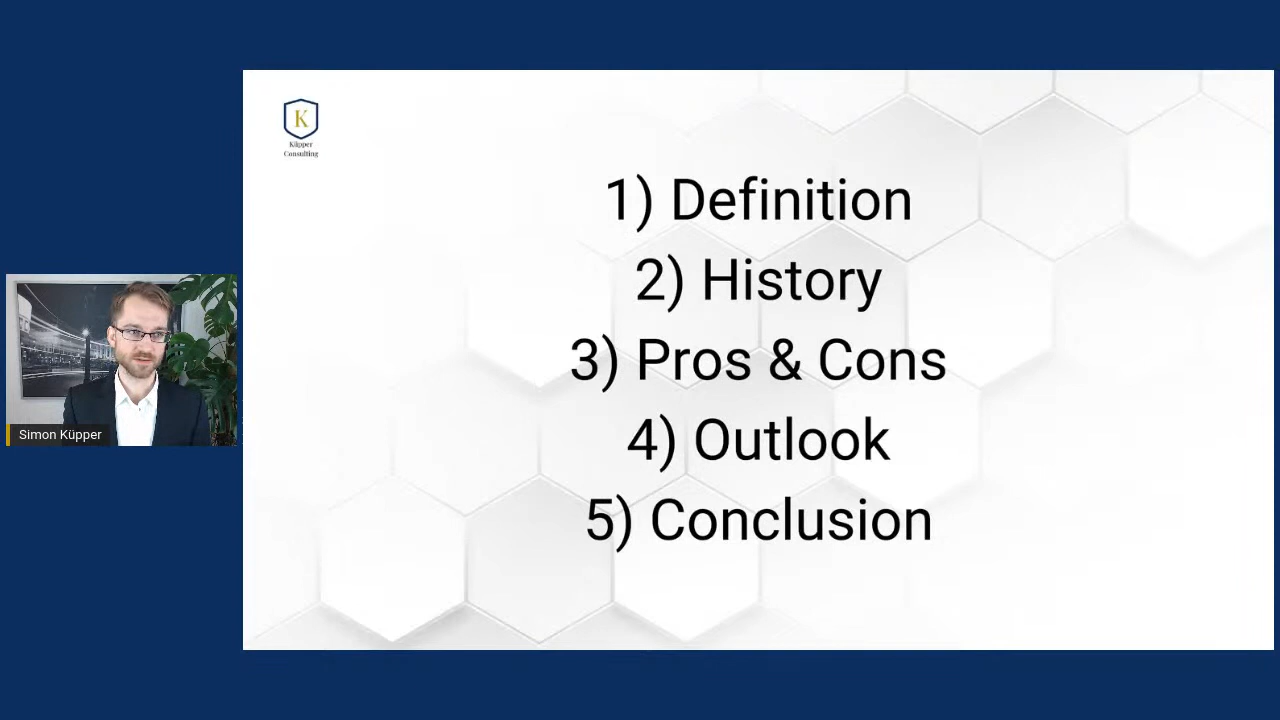 K
Küpper
Consulting
1) Definition
2) History
3) Pros & Cons
4) Outlook
5) Conclusion
Simon Küpper